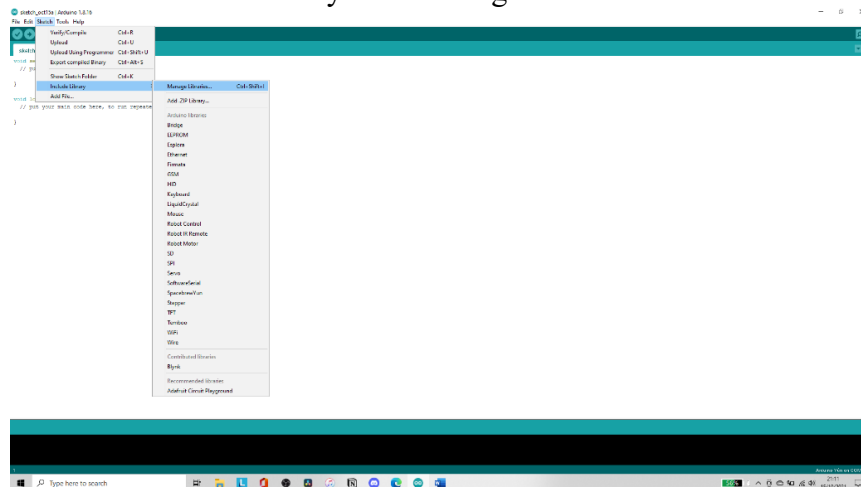 sketch_oct15a | Arduino 1.8.16
File Edit Sketch Tools Help
Verify/Compile Ctrl+R
Upload Ctrl+U
Upload Using Programmer Ctrl+Shift+U
Export compiled Binary Ctrl+Alt+S
Show Sketch Folder Ctrl+K
Include Library
Add File...
Manage Libraries... Ctrl+Shift+I
Add .ZIP Library...
Arduino libraries
Bridge
EEPROM
Esplora
Ethernet
Firmata
GSM
HID
Keyboard
LiquidCrystal
Mouse
Robot Control
Robot IR Remote
Robot Motor
SD
SPI
Servo
SoftwareSerial
SpacebrewYun
Stepper
TFT
Temboo
WiFi
Wire
Contributed libraries
Blynk
Recommended libraries
Adafruit Circuit Playground
}
// put your main code here, to run repeate
}
1
Type here to search
21:11